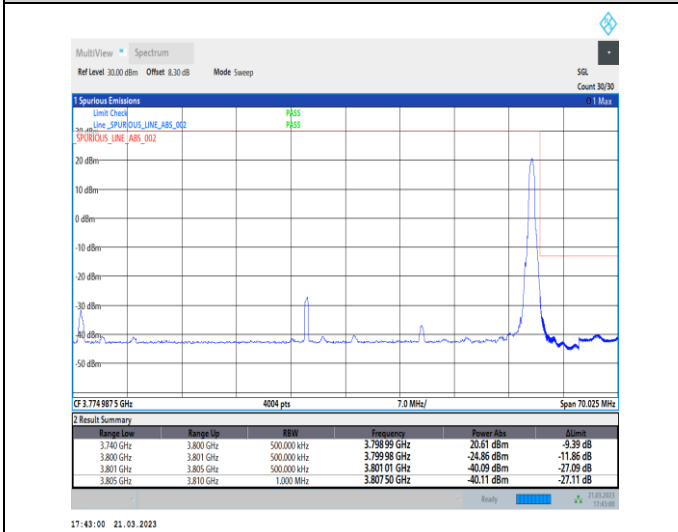 MultiView Spectrum
Ref Level 30.00 dBm Offset 8.30 dB Mode Sweep SGL
Count 30/30
1 Spurious Emissions 1 Max
Limit Check PASS
Line _SPURIOUS_LINE_ABS_002 PASS
_SPURIOUS_LINE_ABS_002
20 dBm
10 dBm
0 dBm
-10 dBm
-20 dBm
-30 dBm
-40 dBm
-50 dBm
CF 3.774 987 5 GHz 4004 pts 7.0 MHz/ Span 70.025 MHz
2 Result Summary
Range Low Range Up RBW Frequency Power Abs ΔLimit
3.740 GHz 3.800 GHz 500.000 kHz 3.798 99 GHz 20.61 dBm -9.39 dB
3.800 GHz 3.801 GHz 500.000 kHz 3.799 98 GHz -24.86 dBm -11.86 dB
3.801 GHz 3.805 GHz 500.000 kHz 3.801 01 GHz -40.09 dBm -27.09 dB
3.805 GHz 3.810 GHz 1.000 MHz 3.807 50 GHz -40.11 dBm -27.11 dB
Ready 21.03.2023
17:43:00
17:43:00 21.03.2023